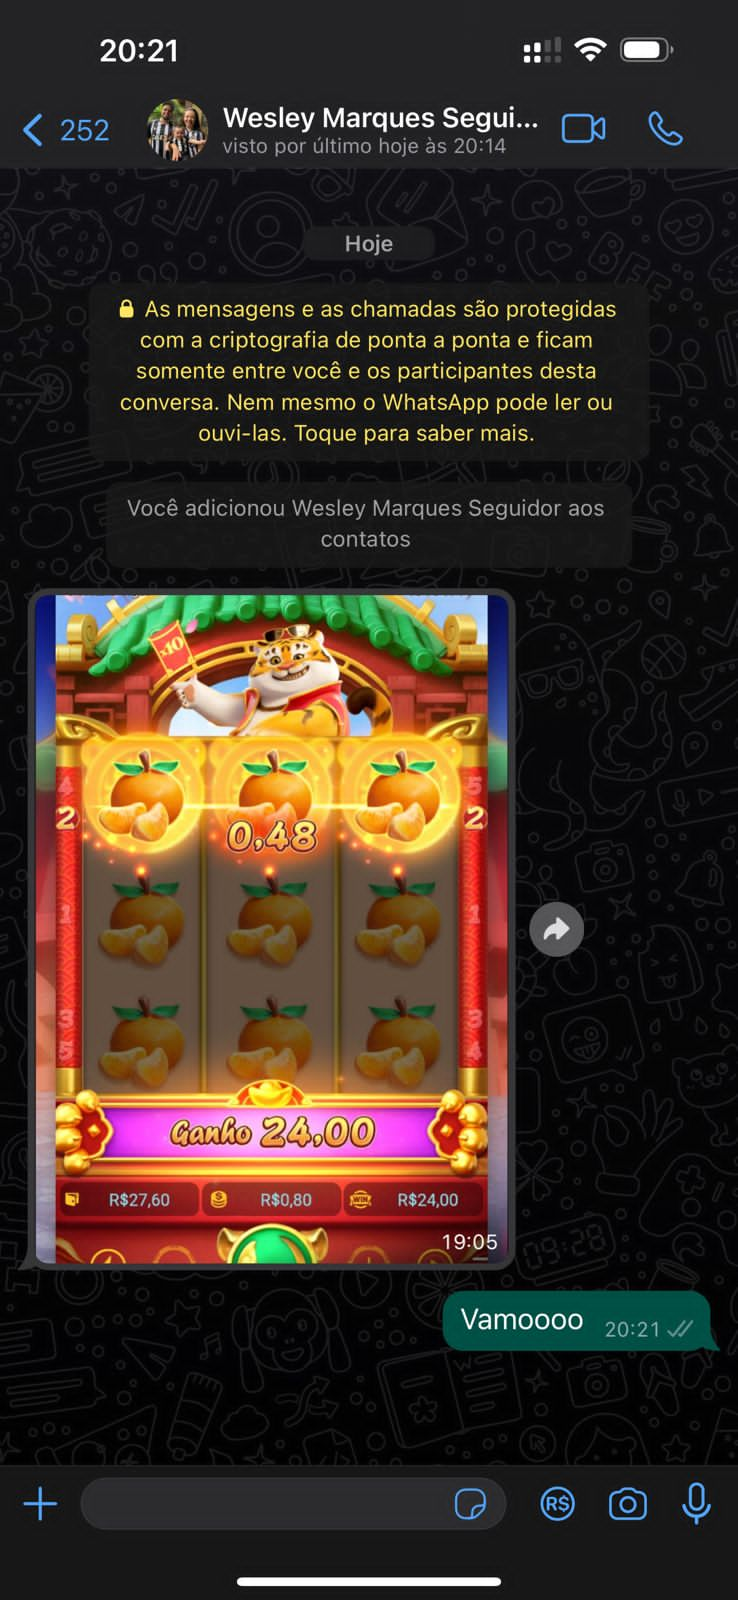 20:21
252
Wesley Marques Segui...
visto por último hoje às 20:14
Hoje
As mensagens e as chamadas são protegidas
com a criptografia de ponta a ponta e ficam
somente entre você e os participantes desta
conversa. Nem mesmo o WhatsApp pode ler ou
ouvi-las. Toque para saber mais.
Você adicionou Wesley Marques Seguidor aos
contatos
x10
4 5
2 2
0,48
1 1
3 3
5 4
Ganho 24,00
R$27,60 R$0,80 WIN R$24,00
19:05
Vamoooo 20:21
R$